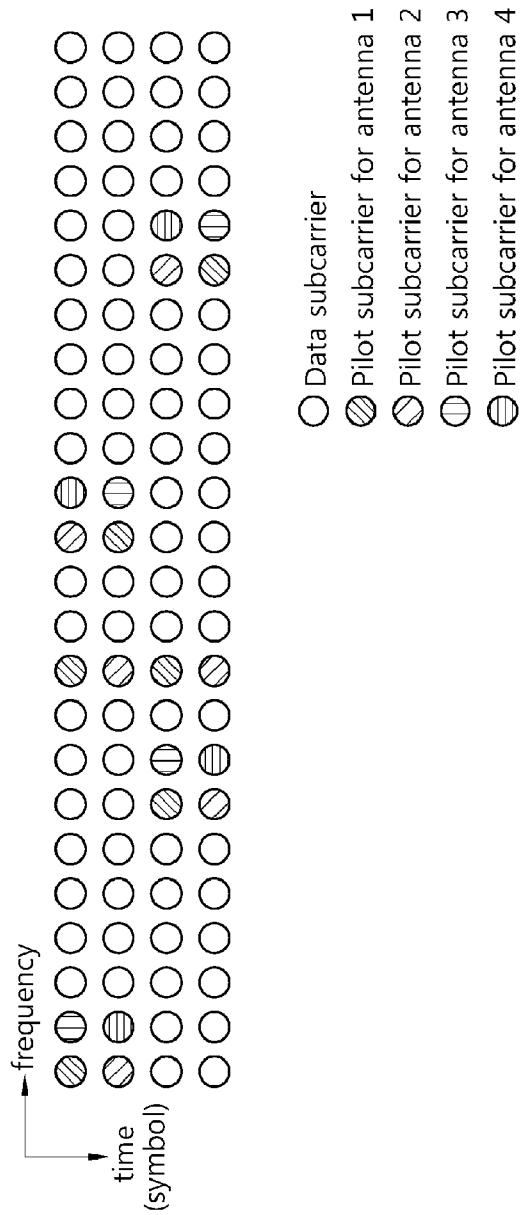 frequency
time
(symbol)
Data subcarrier
Pilot subcarrier for antenna 1
Pilot subcarrier for antenna 2
Pilot subcarrier for antenna 3
Pilot subcarrier for antenna 4